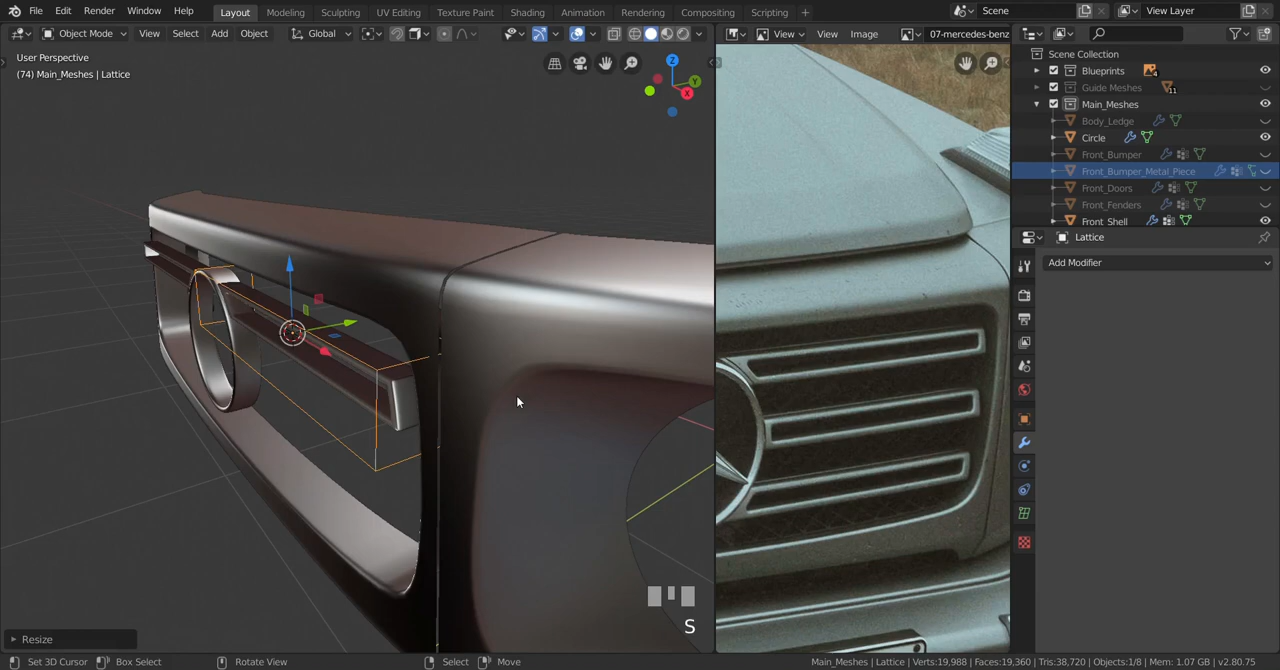 File Edit Render Window Help Layout Modeling Sculpting UV Editing Texture Paint Shading Animation Rendering Compositing Scripting + Scene View Layer
Object Mode View Select Add Object Global View View Image 07-mercedes-benz
User Perspective
(74) Main_Meshes | Lattice
Z
Y
X
Scene Collection
Blueprints 4
Guide Meshes 11
Main_Meshes
Body_Ledge
Circle
Front_Bumper
Front_Bumper_Metal_Piece
Front_Doors
Front_Fenders
Front_Shell
Lattice
Add Modifier
S
Resize
Set 3D Cursor Box Select Rotate View Select Move Main_Meshes | Lattice | Verts:19,988 | Faces:19,360 | Tris:38,720 | Objects:1/8 | Mem: 1.07 GB | v2.80.75